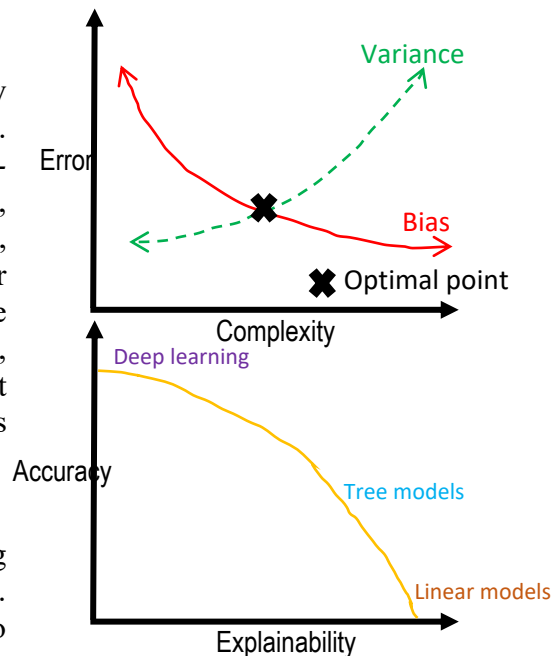 y
.
-
Error
,
,
r
e
,
t
s
g
.
o
Variance
Bias
Optimal point
Complexity
Deep learning
Accuracy
Tree models
Linear models
Explainability